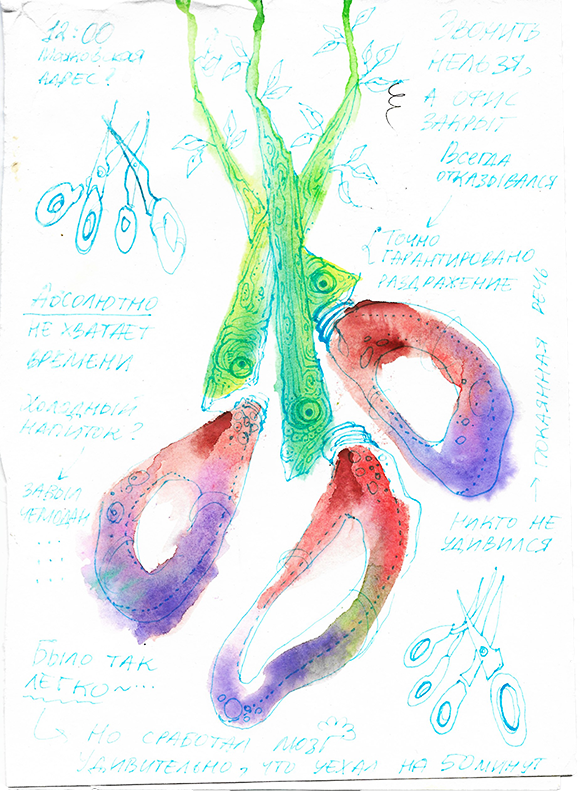 12:00
Московская
адрес?
Звонить
нельзя,
а офис
закрыт
Всегда
отказывался
Точно
гарантировано
раздражение
Абсолютно
не хватает
времени
Холодный
напиток?
Забыл
чемодан
покаянная речь
Никто не
удивился
Было так
легко~...
Но сработал мозг
Удивительно, что уехал на 50 минут